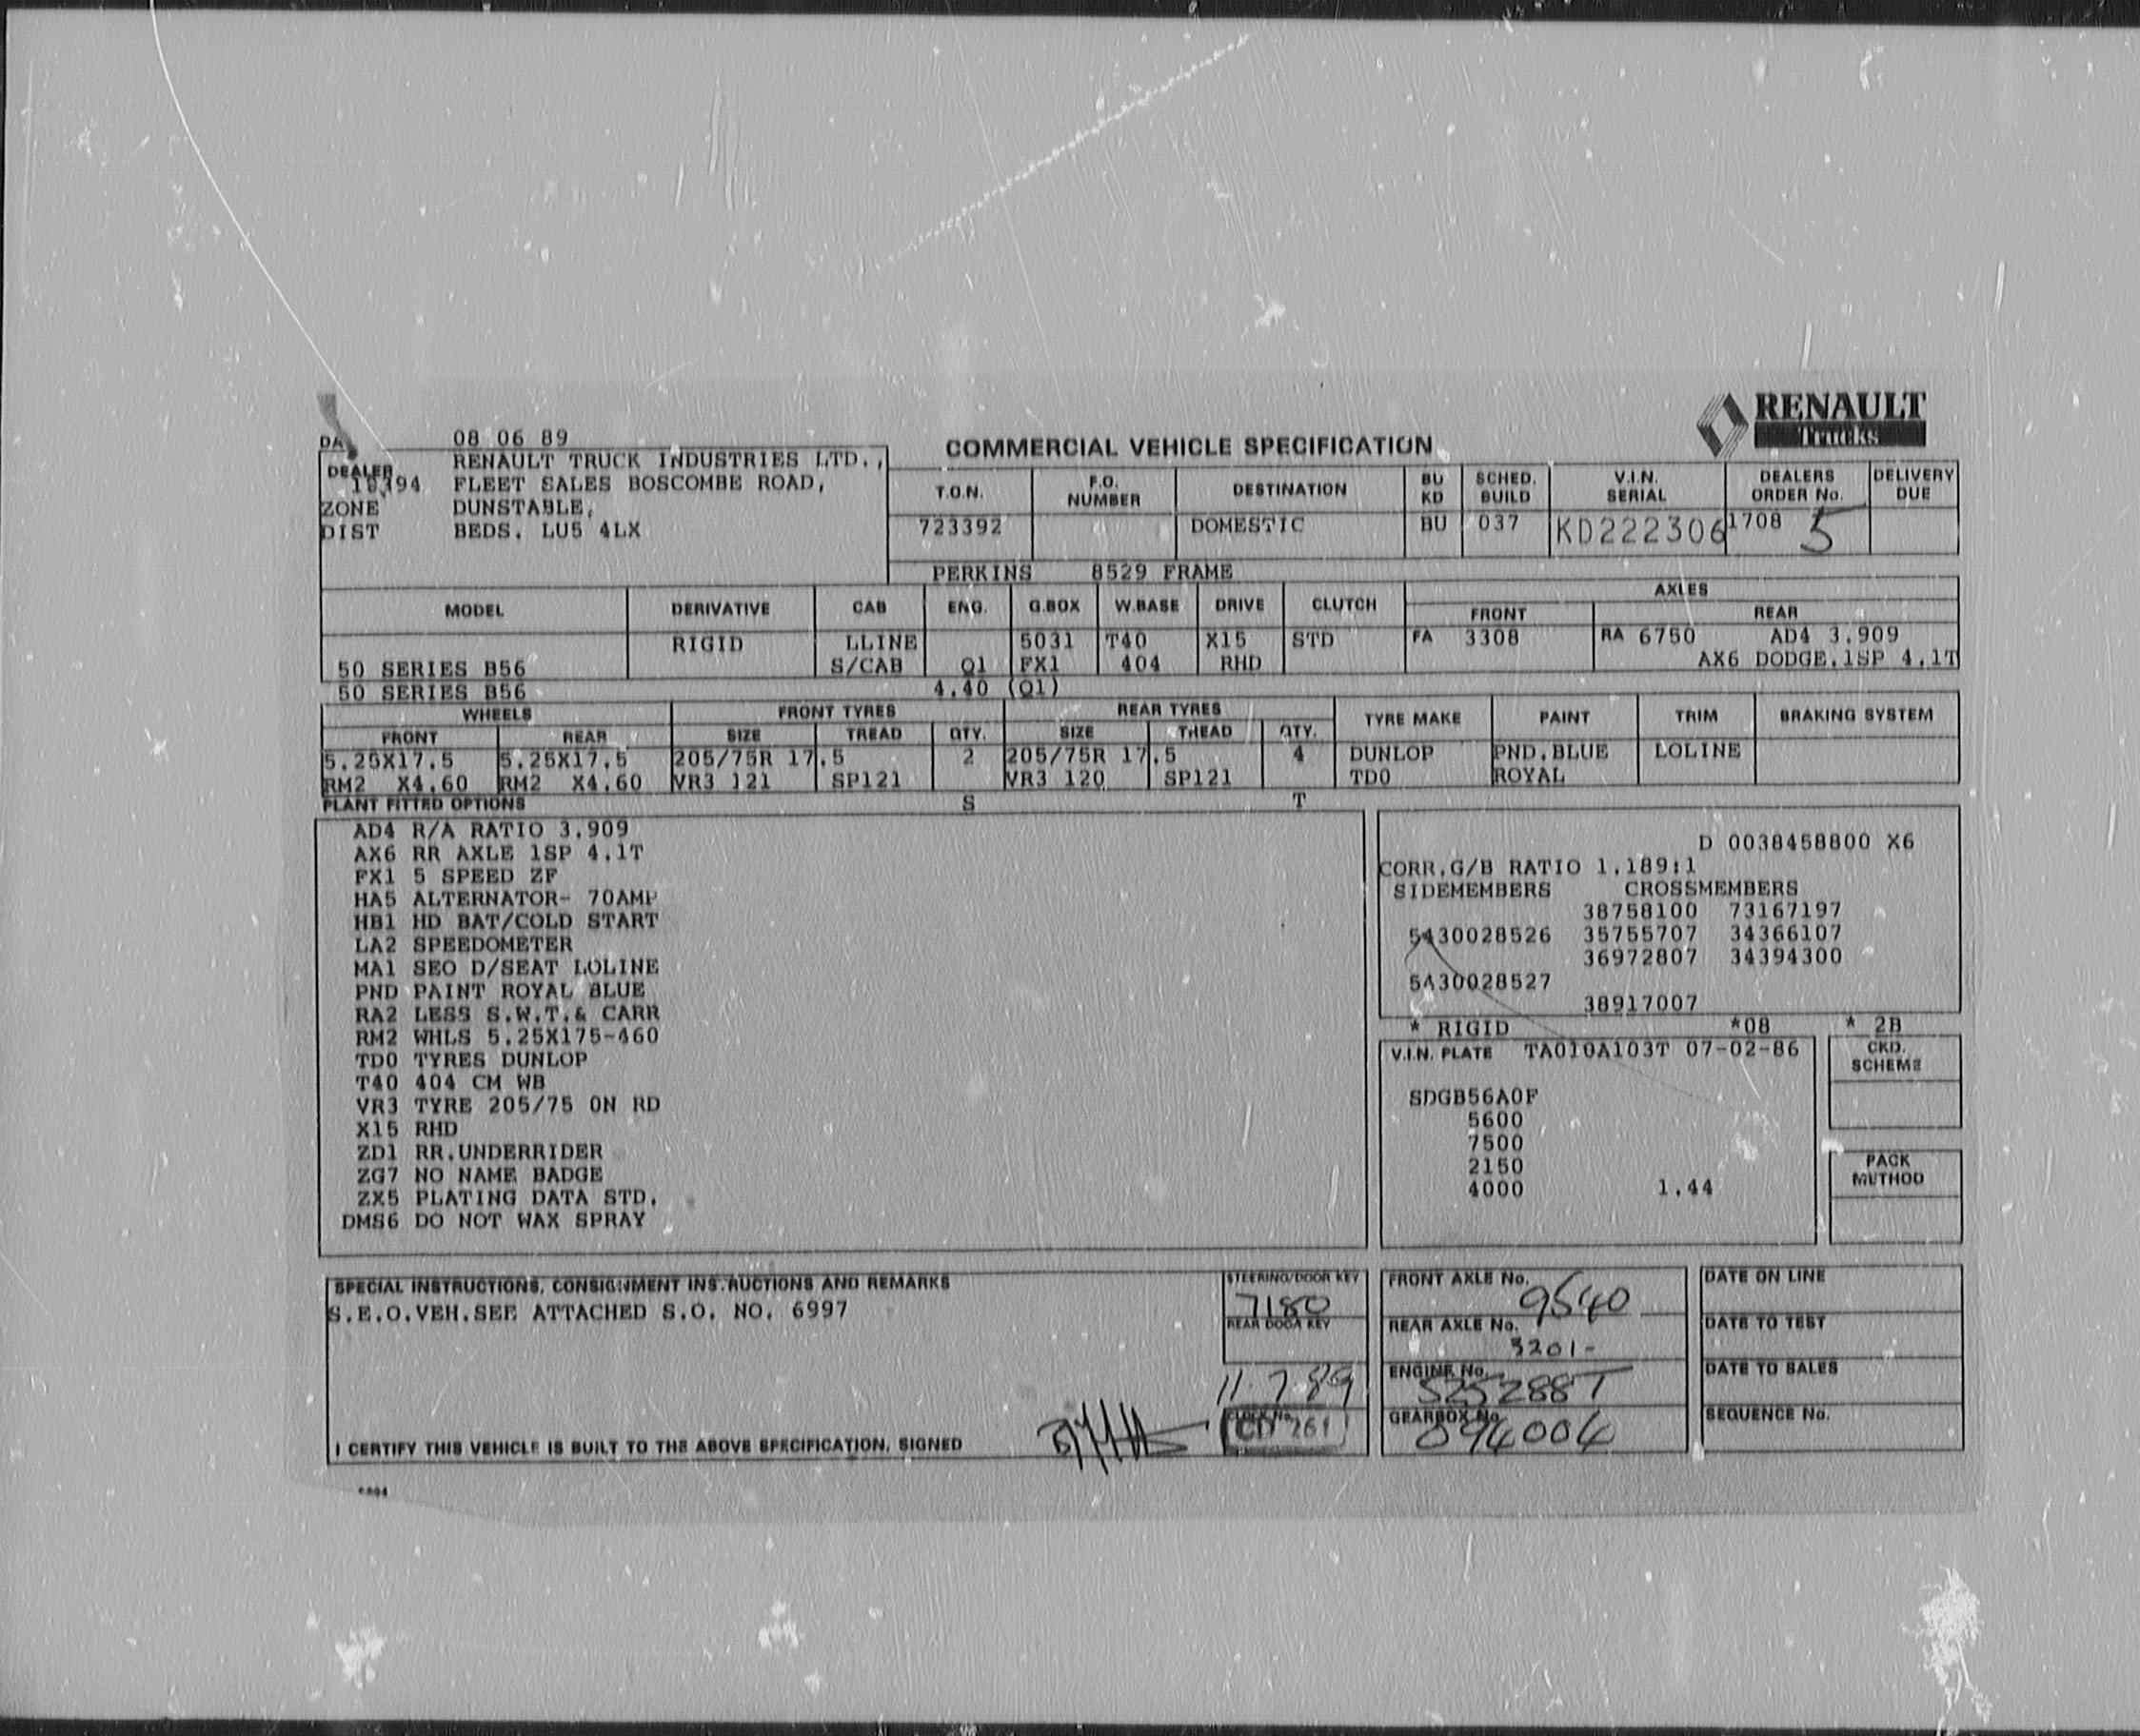 RENAULT
Trucks
DA 08 06 89
COMMERCIAL VEHICLE SPECIFICATION
DEALER RENAULT TRUCK INDUSTRIES LTD.,
FLEET SALES BOSCOMBE ROAD,
ZONE DUNSTABLE,
DIST BEDS. LU5 4LX
T.O.N. F.O. NUMBER DESTINATION BU KD SCHED. BUILD V.I.N. SERIAL DEALERS ORDER No. DELIVERY DUE
723392 DOMESTIC BU 037 KD222306 1708 5
PERKINS 8529 FRAME
MODEL DERIVATIVE CAB ENG. G.BOX W.BASE DRIVE CLUTCH AXLES
FRONT REAR
RIGID LLINE 5031 T40 X15 STD FA 3308 RA 6750 AD4 3.909
50 SERIES B56 S/CAB Q1 FX1 404 RHD AX6 DODGE.1SP 4.1T
50 SERIES B56 4.40 (Q1)
WHEELS FRONT TYRES REAR TYRES TYRE MAKE PAINT TRIM BRAKING SYSTEM
FRONT REAR SIZE TREAD QTY. SIZE TREAD QTY.
5.25X17.5 5.25X17.5 205/75R 17.5 2 205/75R 17.5 4 DUNLOP PND.BLUE LOLINE
RM2 X4.60 RM2 X4.60 VR3 121 SP121 VR3 120 SP121 TD0 ROYAL
PLANT FITTED OPTIONS S T
AD4 R/A RATIO 3.909
AX6 RR AXLE 1SP 4.1T
FX1 5 SPEED ZF
HA5 ALTERNATOR- 70AMP
HB1 HD BAT/COLD START
LA2 SPEEDOMETER
MA1 SEO D/SEAT LOLINE
PND PAINT ROYAL BLUE
RA2 LESS S.W.T.& CARR
RM2 WHLS 5.25X175-460
TD0 TYRES DUNLOP
T40 404 CM WB
VR3 TYRE 205/75 ON RD
X15 RHD
ZD1 RR.UNDERRIDER
ZG7 NO NAME BADGE
ZX5 PLATING DATA STD.
DMS6 DO NOT WAX SPRAY
D 0038458800 X6
CORR.G/B RATIO 1.189:1
SIDEMEMBERS CROSSMEMBERS
38758100 73167197
5430028526 35755707 34366107
36972807 34394300
5430028527
38917007
* RIGID *08 * 2B
V.I.N. PLATE TA010A103T 07-02-86
CKD. SCHEME
SDGB56A0F
5600
7500
2150
4000 1.44
PACK METHOD
SPECIAL INSTRUCTIONS, CONSIGNMENT INSTRUCTIONS AND REMARKS
S.E.O.VEH.SEE ATTACHED S.O. NO. 6997
STEERING/DOOR KEY
7180
REAR DOOR KEY
11.7.89
CLOCK No.
CD 261
I CERTIFY THIS VEHICLE IS BUILT TO THE ABOVE SPECIFICATION, SIGNED
FRONT AXLE No. 9540
REAR AXLE No. 3201-
ENGINE No. 525288T
GEARBOX No. 094004
DATE ON LINE
DATE TO TEST
DATE TO SALES
SEQUENCE No.